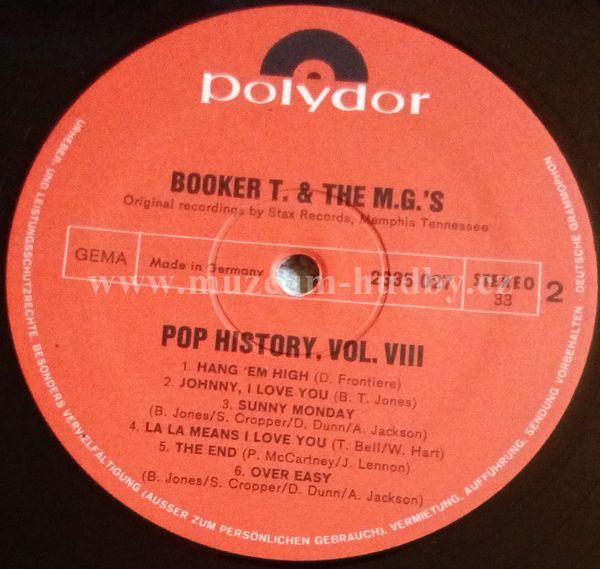 polydor
BOOKER T. & THE M.G.'S
Original recordings by Stax Records, Memphis Tennessee
GEMA
Made in Germany
2335 027
STEREO
33
2
www.muzeum-hudby.cz
POP HISTORY, VOL. VIII
1. HANG 'EM HIGH (D. Frontiere)
2. JOHNNY, I LOVE YOU (B. T. Jones)
3. SUNNY MONDAY
(B. Jones/S. Cropper/D. Dunn/A. Jackson)
4. LA LA MEANS I LOVE YOU (T. Bell/W. Hart)
5. THE END (P. McCartney/J. Lennon)
6. OVER EASY
(B. Jones/S. Cropper/D. Dunn/A. Jackson)
URHEBER- UND LEISTUNGSSCHUTZRECHTE, BESONDERS VERVIELFÄLTIGUNG (AUSSER ZUM PERSÖNLICHEN GEBRAUCH), VERMIETUNG, AUFFÜHRUNG, SENDUNG VORBEHALTEN · DEUTSCHE GRAMMOPHON